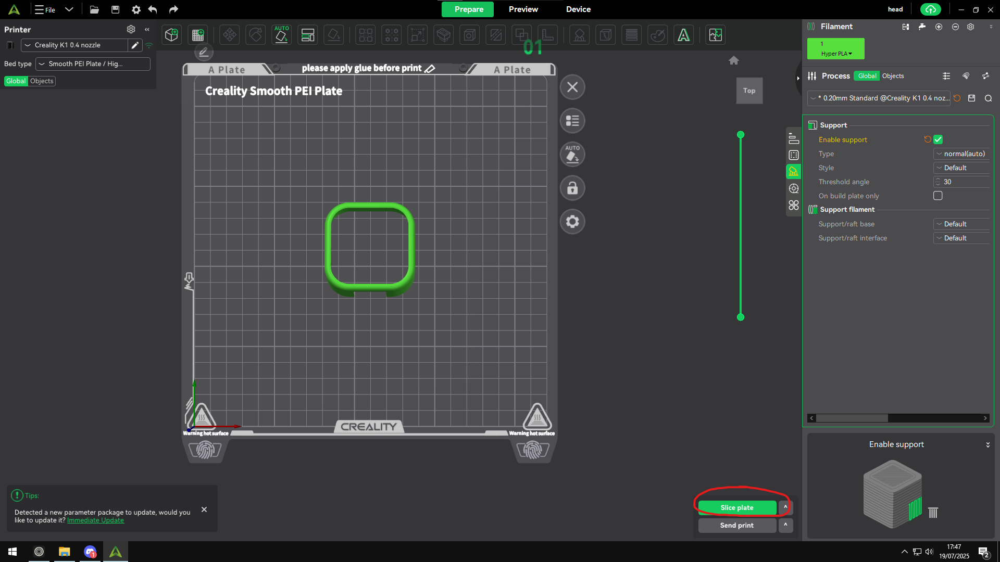 File
Prepare
Preview
Device
head
Printer
Creality K1 0.4 nozzle
Bed type
Smooth PEI Plate / Hig...
Global
Objects
AUTO
01
A Plate
please apply glue before print
A Plate
Creality Smooth PEI Plate
AUTO
Top
CREALITY
Warning hot surface
Warning hot surface
Filament
1
Hyper PLA
Process
Global
Objects
* 0.20mm Standard @Creality K1 0.4 noz...
Support
Enable support
Type
normal(auto)
Style
Default
Threshold angle
30
On build plate only
Support filament
Support/raft base
Default
Support/raft interface
Default
Enable support
Tips:
Detected a new parameter package to update, would you
like to update it? Immediate Update
Slice plate
Send print
1
17:47
19/07/2025
2